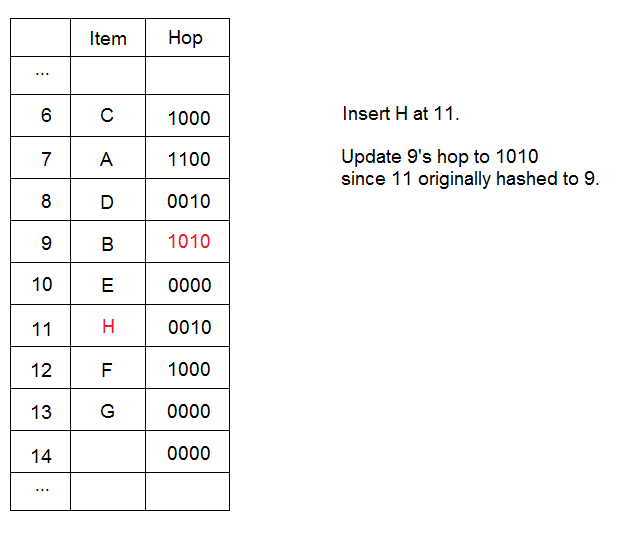 Item Hop
...
6 C 1000
7 A 1100
8 D 0010
9 B 1010
10 E 0000
11 H 0010
12 F 1000
13 G 0000
14 0000
...
Insert H at 11.
Update 9's hop to 1010
since 11 originally hashed to 9.